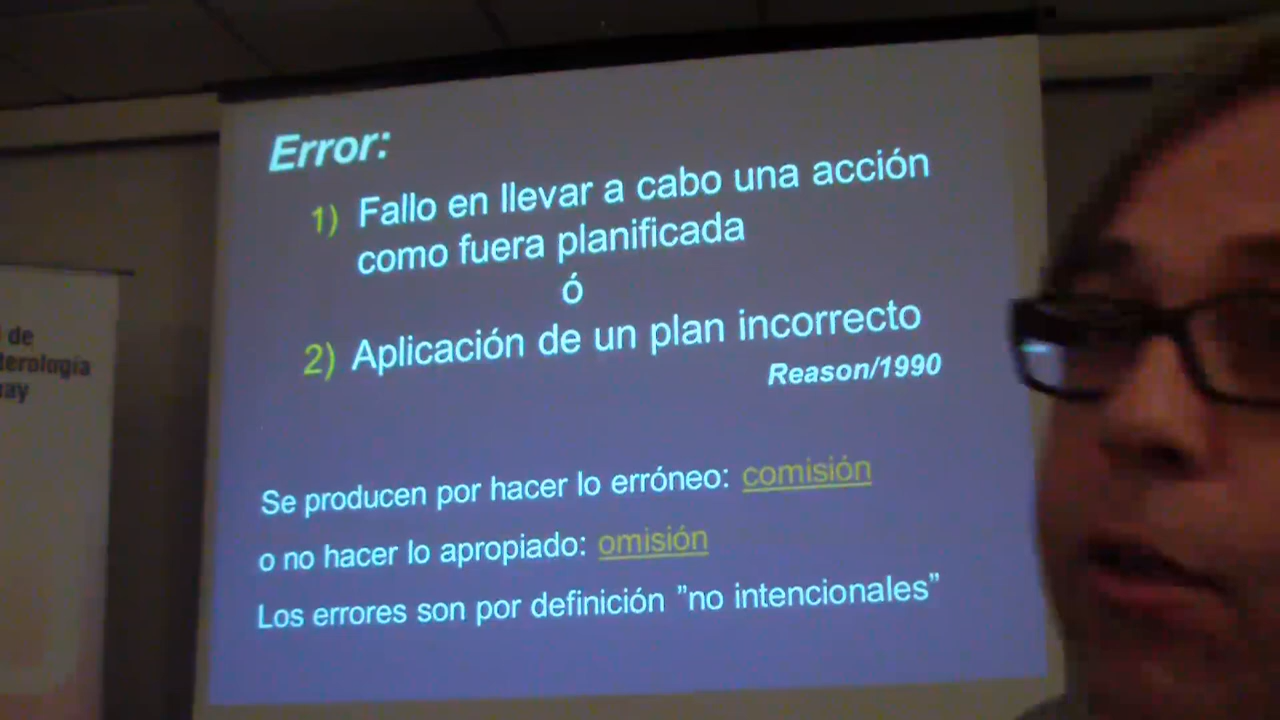 Error:
1) Fallo en llevar a cabo una acción
como fuera planificada
ó
2) Aplicación de un plan incorrecto
Reason/1990
Se producen por hacer lo erróneo: comisión
o no hacer lo apropiado: omisión
Los errores son por definición "no intencionales”
de